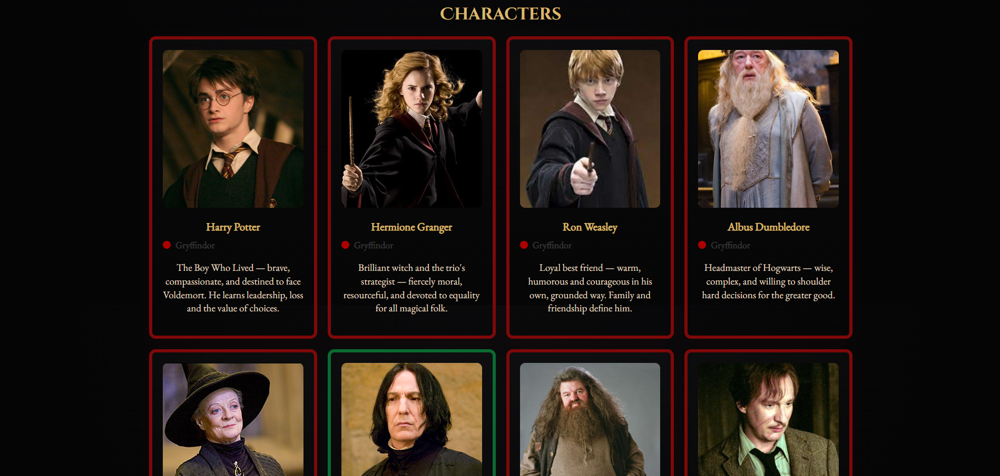 Characters
Harry Potter
Gryffindor
The Boy Who Lived — brave,
compassionate, and destined to face
Voldemort. He learns leadership, loss
and the value of choices.
Hermione Granger
Gryffindor
Brilliant witch and the trio's
strategist — fiercely moral,
resourceful, and devoted to equality
for all magical folk.
Ron Weasley
Gryffindor
Loyal best friend — warm,
humorous and courageous in his
own, grounded way. Family and
friendship define him.
Albus Dumbledore
Gryffindor
Headmaster of Hogwarts — wise,
complex, and willing to shoulder
hard decisions for the greater good.